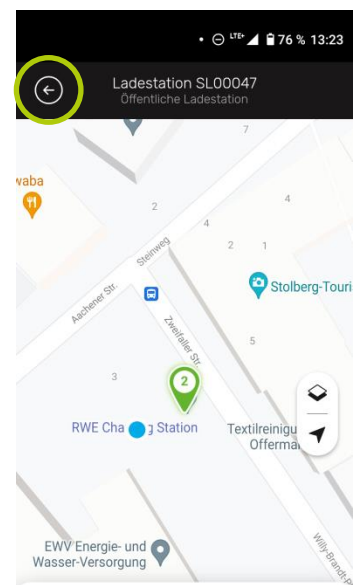 LTE+ 76 % 13:23
Ladestation SL00047
Öffentliche Ladestation
7
waba
2
4
4
Steinweg
2
1
Aachener Str.
Stolberg-Touri
Zweifaller Str.
5
3
2
RWE Cha g Station
Textilreinigu
Offerma
EWV Energie- und
Wasser-Versorgung
Willy-Brandt